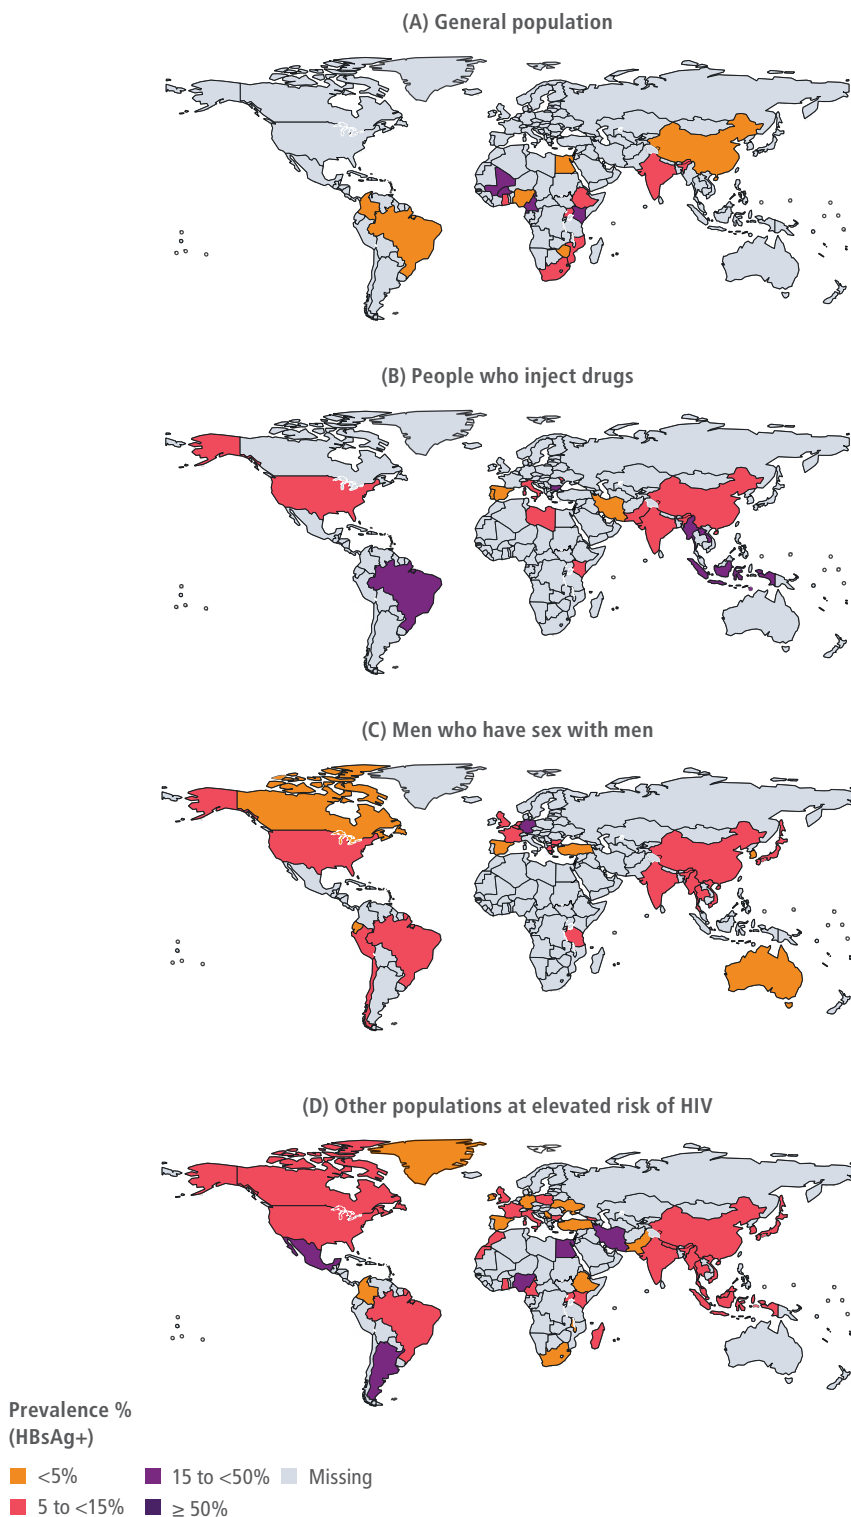 (A) General population
(B) People who inject drugs
(C) Men who have sex with men
(D) Other populations at elevated risk of HIV
Prevalence %
(HBsAg+)
<5% 15 to <50% Missing
5 to <15% ≥ 50%